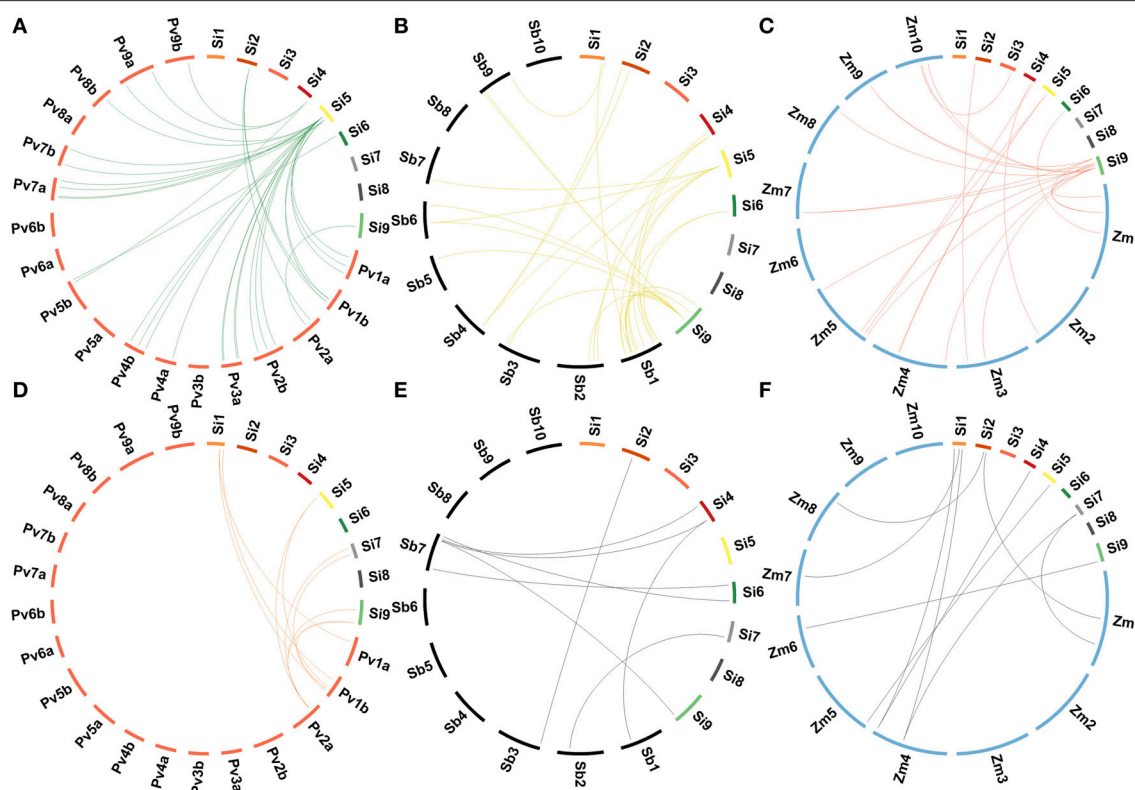 A
Pv9b
Si1
Si2
Si3
Si4
Si5
Si6
Si7
Si8
Si9
Pv1a
Pv1b
Pv2a
Pv2b
Pv3a
Pv3b
Pv4a
Pv4b
Pv5a
Pv5b
Pv6a
Pv6b
Pv7a
Pv7b
Pv8a
Pv8b
Pv9a
B
Sb10
Si1
Si2
Si3
Si4
Si5
Si6
Si7
Si8
Si9
Sb1
Sb2
Sb3
Sb4
Sb5
Sb6
Sb7
Sb8
Sb9
C
Zm10
Si1
Si2
Si3
Si4
Si5
Si6
Si7
Si8
Si9
Zm
Zm2
Zm3
Zm4
Zm5
Zm6
Zm7
Zm8
Zm9
D
Pv9b
Si1
Si2
Si3
Si4
Si5
Si6
Si7
Si8
Si9
Pv1a
Pv1b
Pv2a
Pv2b
Pv3a
Pv3b
Pv4a
Pv4b
Pv5a
Pv5b
Pv6a
Pv6b
Pv7a
Pv7b
Pv8a
Pv8b
Pv9a
E
Sb10
Si1
Si2
Si3
Si4
Si5
Si6
Si7
Si8
Si9
Sb1
Sb2
Sb3
Sb4
Sb5
Sb6
Sb7
Sb8
Sb9
F
Zm10
Si1
Si2
Si3
Si4
Si5
Si6
Si7
Si8
Si9
Zm
Zm2
Zm3
Zm4
Zm5
Zm6
Zm7
Zm8
Zm9